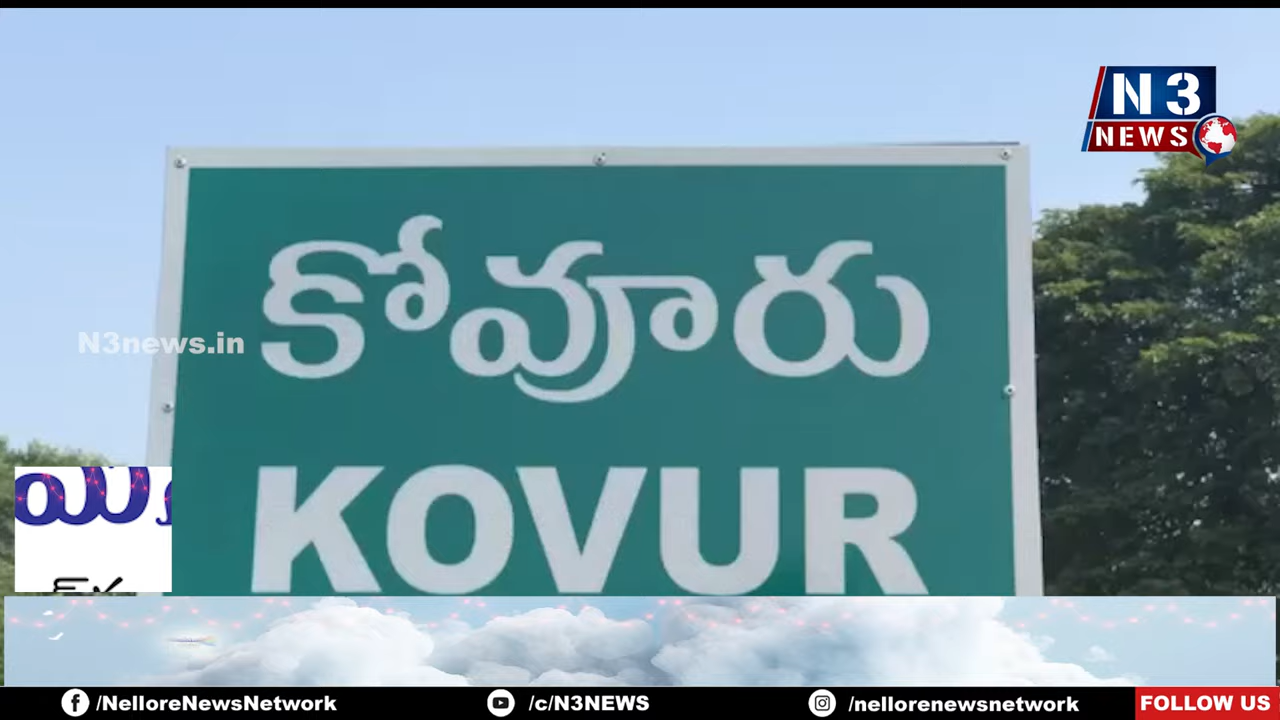 N3
NEWS
కోవూరు
N3news.in
KOVUR
/NelloreNewsNetwork
/c/N3NEWS
/nellorenewsnetwork
FOLLOW US